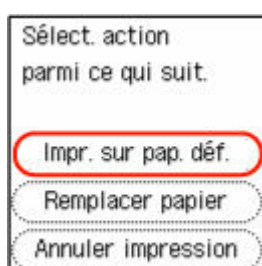 Sélect. action
parmi ce qui suit.
Impr. sur pap. déf.
Remplacer papier
Annuler impression